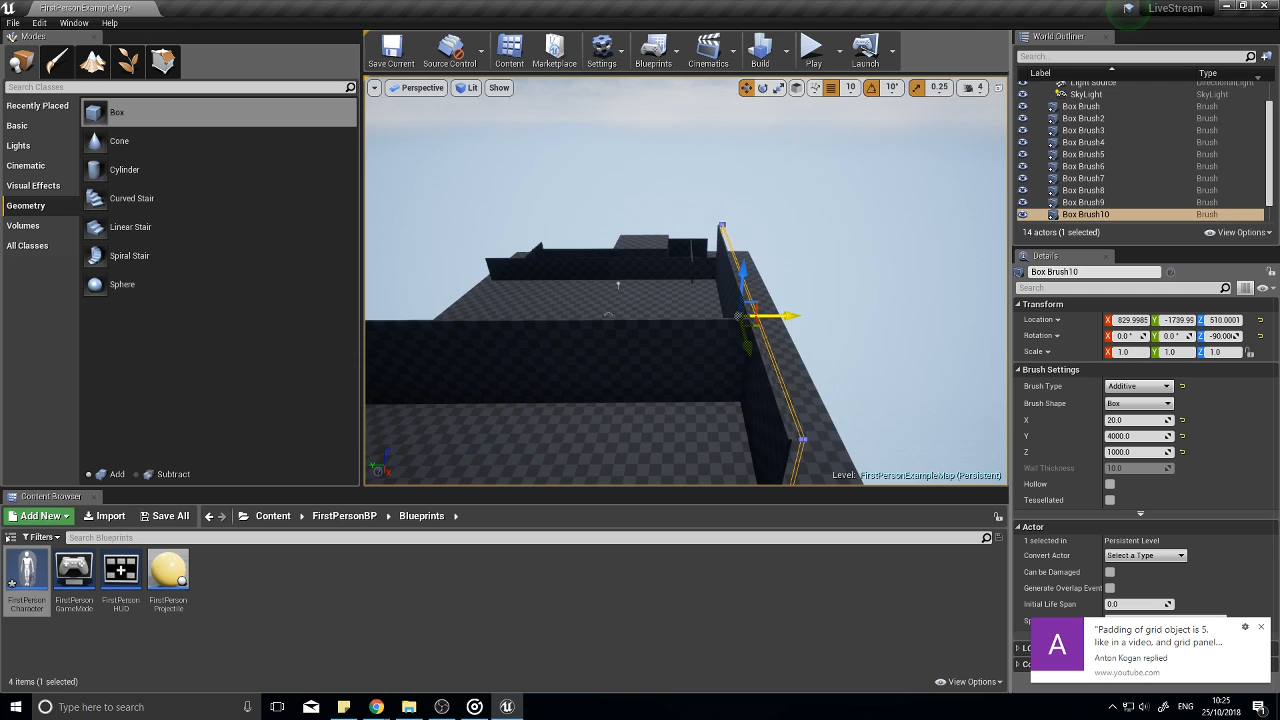 FirstPersonExampleMap*
LiveStream
File Edit Window Help
Modes
Search Classes
Recently Placed
Basic
Lights
Cinematic
Visual Effects
Geometry
Volumes
All Classes
Box
Cone
Cylinder
Curved Stair
Linear Stair
Spiral Stair
Sphere
Add Subtract
Save Current Source Control Content Marketplace Settings Blueprints Cinematics Build Play Launch
Perspective Lit Show
10 10° 0.25 4
Level: FirstPersonExampleMap (Persistent)
World Outliner
Search...
Label Type
Light Source DirectionalLight
SkyLight SkyLight
Box Brush Brush
Box Brush2 Brush
Box Brush3 Brush
Box Brush4 Brush
Box Brush5 Brush
Box Brush6 Brush
Box Brush7 Brush
Box Brush8 Brush
Box Brush9 Brush
Box Brush10 Brush
14 actors (1 selected) View Options
Details
Box Brush10
Search
Transform
Location X 829.9985 Y -1739.99 Z 510.0001
Rotation X 0.0 ° Y 0.0 ° Z -90.00
Scale X 1.0 Y 1.0 Z 1.0
Brush Settings
Brush Type Additive
Brush Shape Box
X 20.0
Y 4000.0
Z 1000.0
Wall Thickness 10.0
Hollow
Tessellated
Actor
1 selected in Persistent Level
Convert Actor Select a Type
Can be Damaged
Generate Overlap Event
Initial Life Span 0.0
Content Browser
Add New Import Save All Content FirstPersonBP Blueprints
Filters Search Blueprints
FirstPerson Character
FirstPerson GameMode
FirstPerson HUD
FirstPerson Projectile
4 items (1 selected) View Options
A
"Padding of grid object is 5.
like in a video, and grid panel...
Anton Kogan replied
www.youtube.com
Type here to search
ENG
10:25
25/10/2018
1